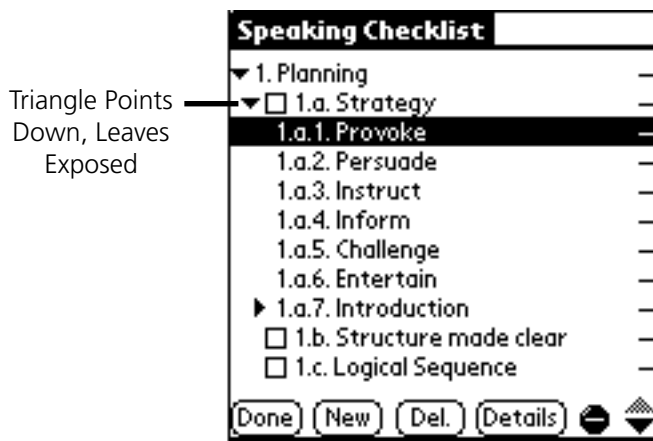 Speaking Checklist
1. Planning
Triangle Points
Down, Leaves
Exposed
1.a. Strategy
1.a.1. Provoke
1.a.2. Persuade
1.a.3. Instruct
1.a.4. Inform
1.a.5. Challenge
1.a.6. Entertain
1.a.7. Introduction
1.b. Structure made clear
1.c. Logical Sequence
Done New Del. Details